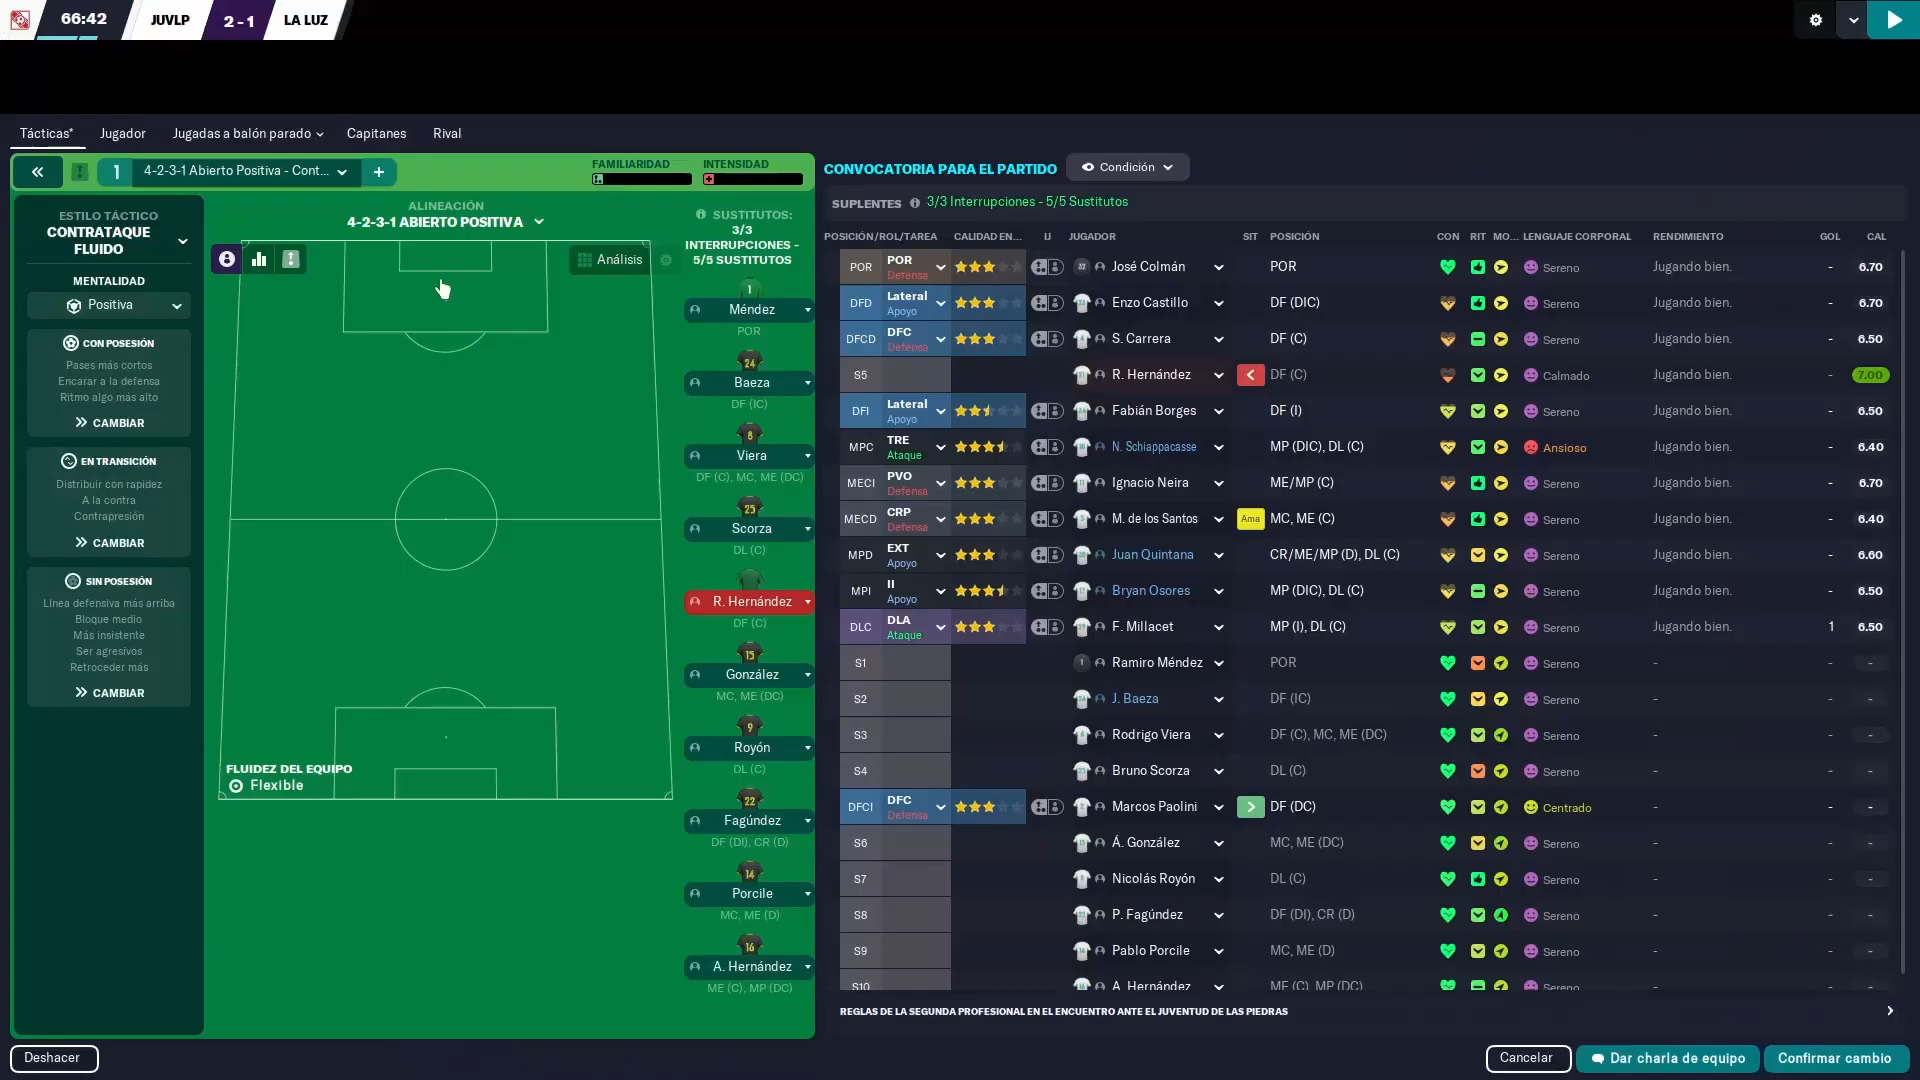 66:42
JUVLP
2 - 1
LA LUZ
Tácticas*
Jugador
Jugadas a balón parado
Capitanes
Rival
1
4-2-3-1 Abierto Positiva - Cont...
FAMILIARIDAD
INTENSIDAD
ESTILO TÁCTICO
CONTRATAQUE
FLUIDO
MENTALIDAD
Positiva
CON POSESIÓN
Pases más cortos
Encarar a la defensa
Ritmo algo más alto
CAMBIAR
EN TRANSICIÓN
Distribuir con rapidez
A la contra
Contrapresión
CAMBIAR
SIN POSESIÓN
Línea defensiva más arriba
Bloque medio
Más insistente
Ser agresivos
Retroceder más
CAMBIAR
ALINEACIÓN
4-2-3-1 ABIERTO POSITIVA
Análisis
FLUIDEZ DEL EQUIPO
Flexible
SUSTITUTOS:
3/3
INTERRUPCIONES -
5/5 SUSTITUTOS
1
Méndez
POR
24
Baeza
DF (IC)
8
Viera
DF (C), MC, ME (DC)
25
Scorza
DL (C)
R. Hernández
DF (C)
15
González
MC, ME (DC)
9
Royón
DL (C)
22
Fagúndez
DF (DI), CR (D)
14
Porcile
MC, ME (D)
16
A. Hernández
ME (C), MP (DC)
CONVOCATORIA PARA EL PARTIDO
Condición
SUPLENTES 3/3 Interrupciones - 5/5 Sustitutos
POSICIÓN/ROL/TAREA CALIDAD EN... IJ JUGADOR SIT POSICIÓN CON RIT MO... LENGUAJE CORPORAL RENDIMIENTO GOL CAL
POR POR Defensa José Colmán POR Sereno Jugando bien. - 6.70
DFD Lateral Apoyo Enzo Castillo DF (DIC) Sereno Jugando bien. - 6.70
DFCD DFC Defensa S. Carrera DF (C) Sereno Jugando bien. - 6.50
S5 R. Hernández DF (C) Calmado Jugando bien. - 7.00
DFI Lateral Apoyo Fabián Borges DF (I) Sereno Jugando bien. - 6.50
MPC TRE Ataque N. Schiappacasse MP (DIC), DL (C) Ansioso Jugando bien. - 6.40
MECI PVO Defensa Ignacio Neira ME/MP (C) Sereno Jugando bien. - 6.70
MECD CRP Defensa M. de los Santos Ama MC, ME (C) Sereno Jugando bien. - 6.40
MPD EXT Apoyo Juan Quintana CR/ME/MP (D), DL (C) Sereno Jugando bien. - 6.60
MPI II Apoyo Bryan Osores MP (DIC), DL (C) Sereno Jugando bien. - 6.50
DLC DLA Ataque F. Millacet MP (I), DL (C) Sereno Jugando bien. 1 6.50
S1 Ramiro Méndez POR Sereno - - -
S2 J. Baeza DF (IC) Sereno - - -
S3 Rodrigo Viera DF (C), MC, ME (DC) Sereno - - -
S4 Bruno Scorza DL (C) Sereno - - -
DFCI DFC Defensa Marcos Paolini DF (DC) Centrado - - -
S6 Á. González MC, ME (DC) Sereno - - -
S7 Nicolás Royón DL (C) Sereno - - -
S8 P. Fagúndez DF (DI), CR (D) Sereno - - -
S9 Pablo Porcile MC, ME (D) Sereno - - -
S10 A. Hernández ME (C), MP (DC) Sereno - - -
REGLAS DE LA SEGUNDA PROFESIONAL EN EL ENCUENTRO ANTE EL JUVENTUD DE LAS PIEDRAS
Deshacer
Cancelar
Dar charla de equipo
Confirmar cambio